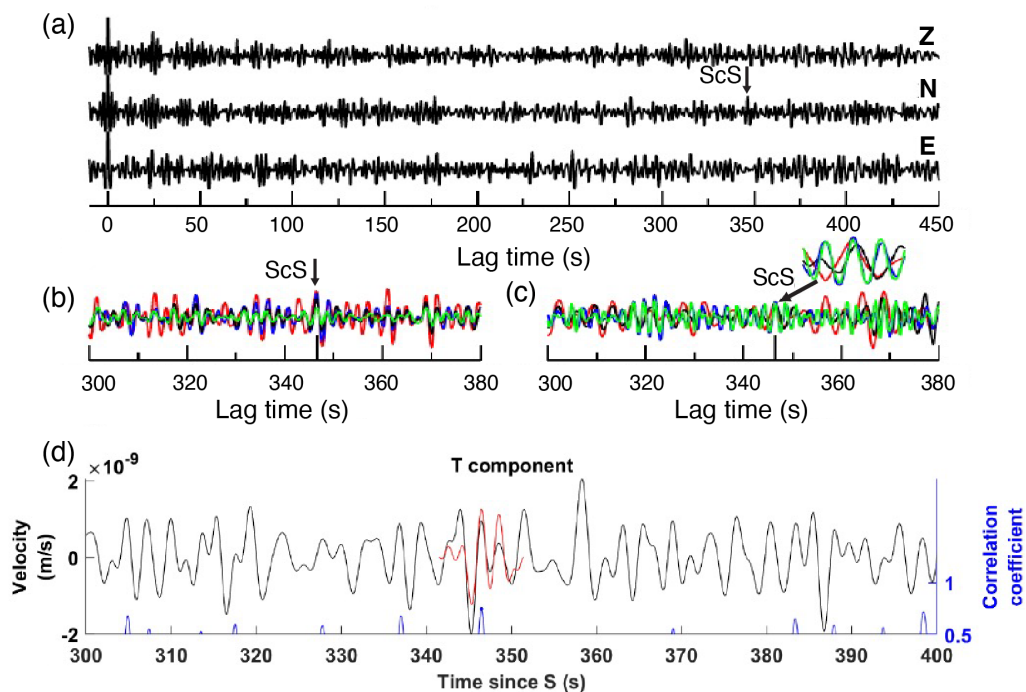 (a)
Z
ScS
N
E
0 50 100 150 200 250 300 350 400 450
Lag time (s)
ScS
ScS
(b)
(c)
300 320 340 360 380
300 320 340 360 380
Lag time (s)
Lag time (s)
(d)
×10-9
T component
2
0
-2
Velocity
(m/s)
1
0.5
Correlation
coefficient
300 310 320 330 340 350 360 370 380 390 400
Time since S (s)